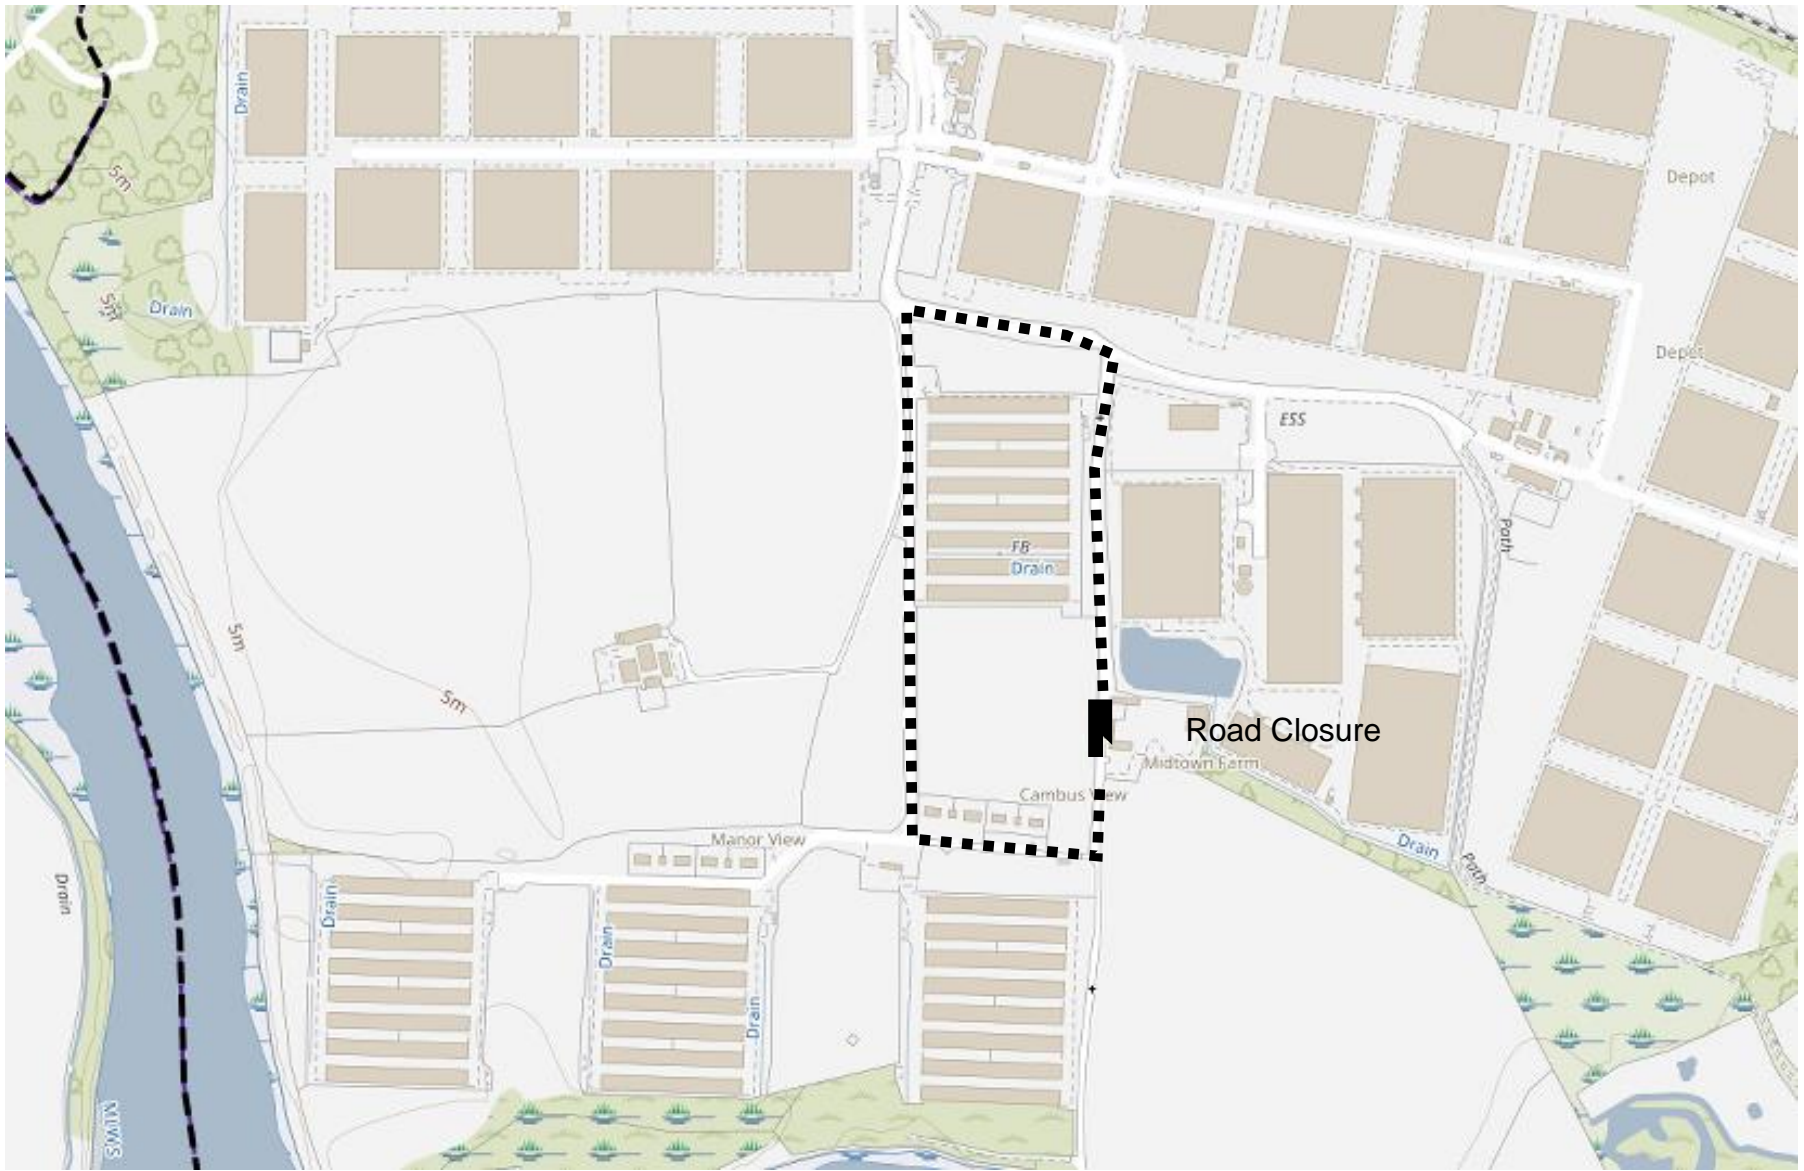 Drain
5m
Depot
5m
Drain
Depot
ESS
Path
FB
Drain
5m
5m
Road Closure
Midtown Farm
Cambus View
Manor View
Drain
Path
Drain
Drain
Drain
Drain
MLWS